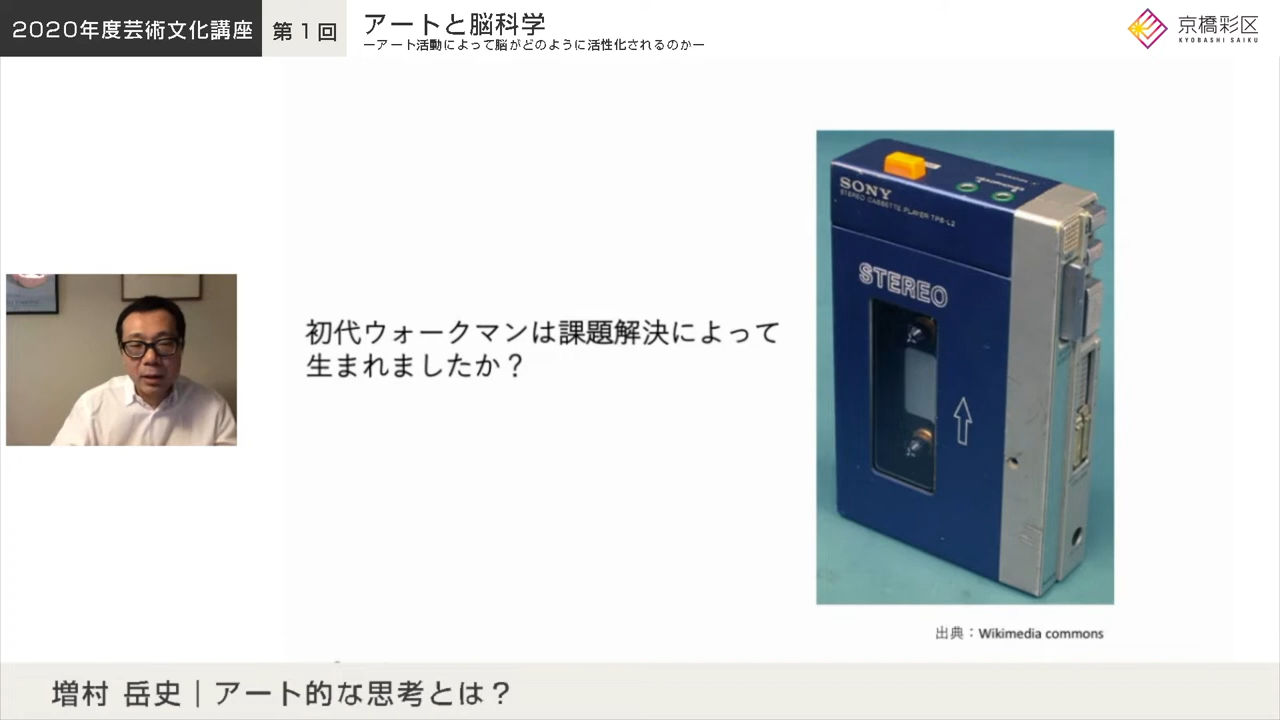 2020年度芸術文化講座
第1回
アートと脳科学
ーアート活動によって脳がどのように活性化されるのかー
京橋彩区
KYOBASHI SAIKU
SONY
STEREO CASSETTE PLAYER TPS-L2
STEREO
初代ウォークマンは課題解決によって
生まれましたか？
出典：Wikimedia commons
増村 岳史｜アート的な思考とは？